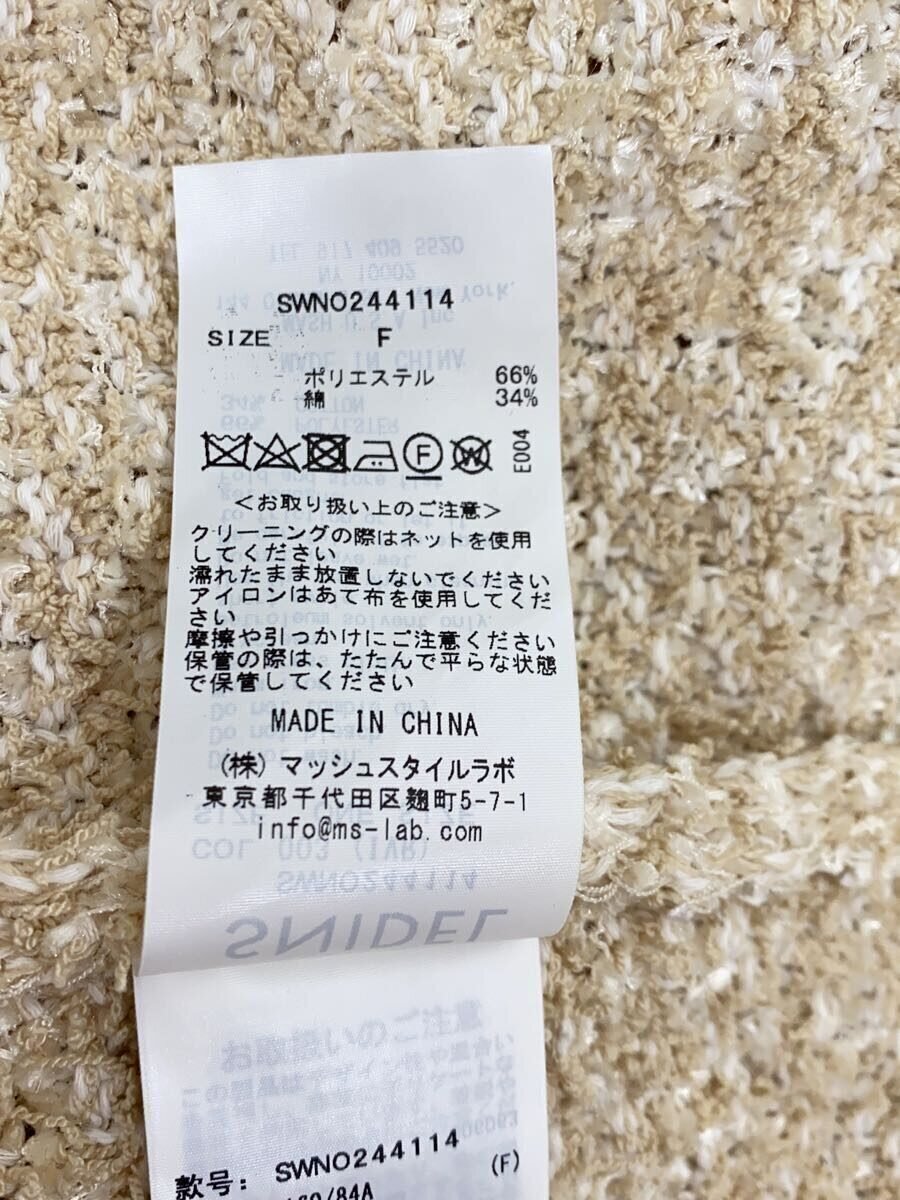 SWNO244114
SIZE F
ポリエステル 66%
綿 34%
F W E004
<お取り扱い上のご注意>
クリーニングの際はネットを使用
してください
濡れたまま放置しないでください
アイロンはあて布を使用してくだ
さい
摩擦や引っかけにご注意ください
保管の際は、たたんで平らな状態
で保管してください
MADE IN CHINA
(株)マッシュスタイルラボ
東京都千代田区麹町5-7-1
info@ms-lab.com
COL 002 (IVR)
SWNO244114
SNIDEL
お取扱いのご注意
款号: SWNO244114 (F)
160/84A